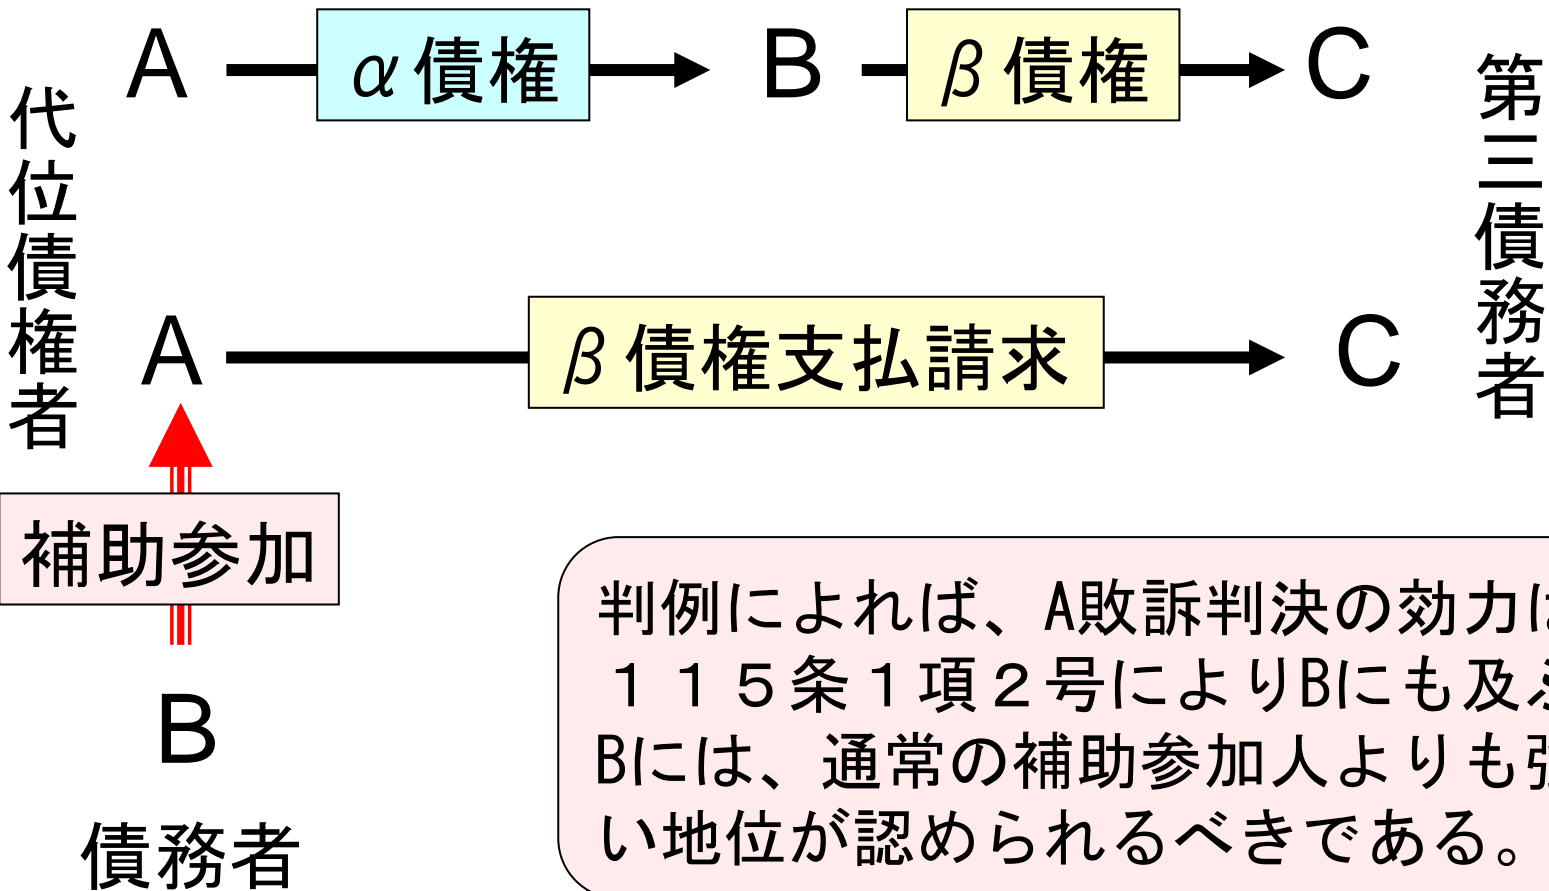 A α債権 B β債権 C
代位債権者
第三債務者
A β債権支払請求 C
補助参加
B
債務者
判例によれば、A敗訴判決の効力は
115条1項2号によりBにも及ぶ
Bには、通常の補助参加人よりも強
い地位が認められるべきである。